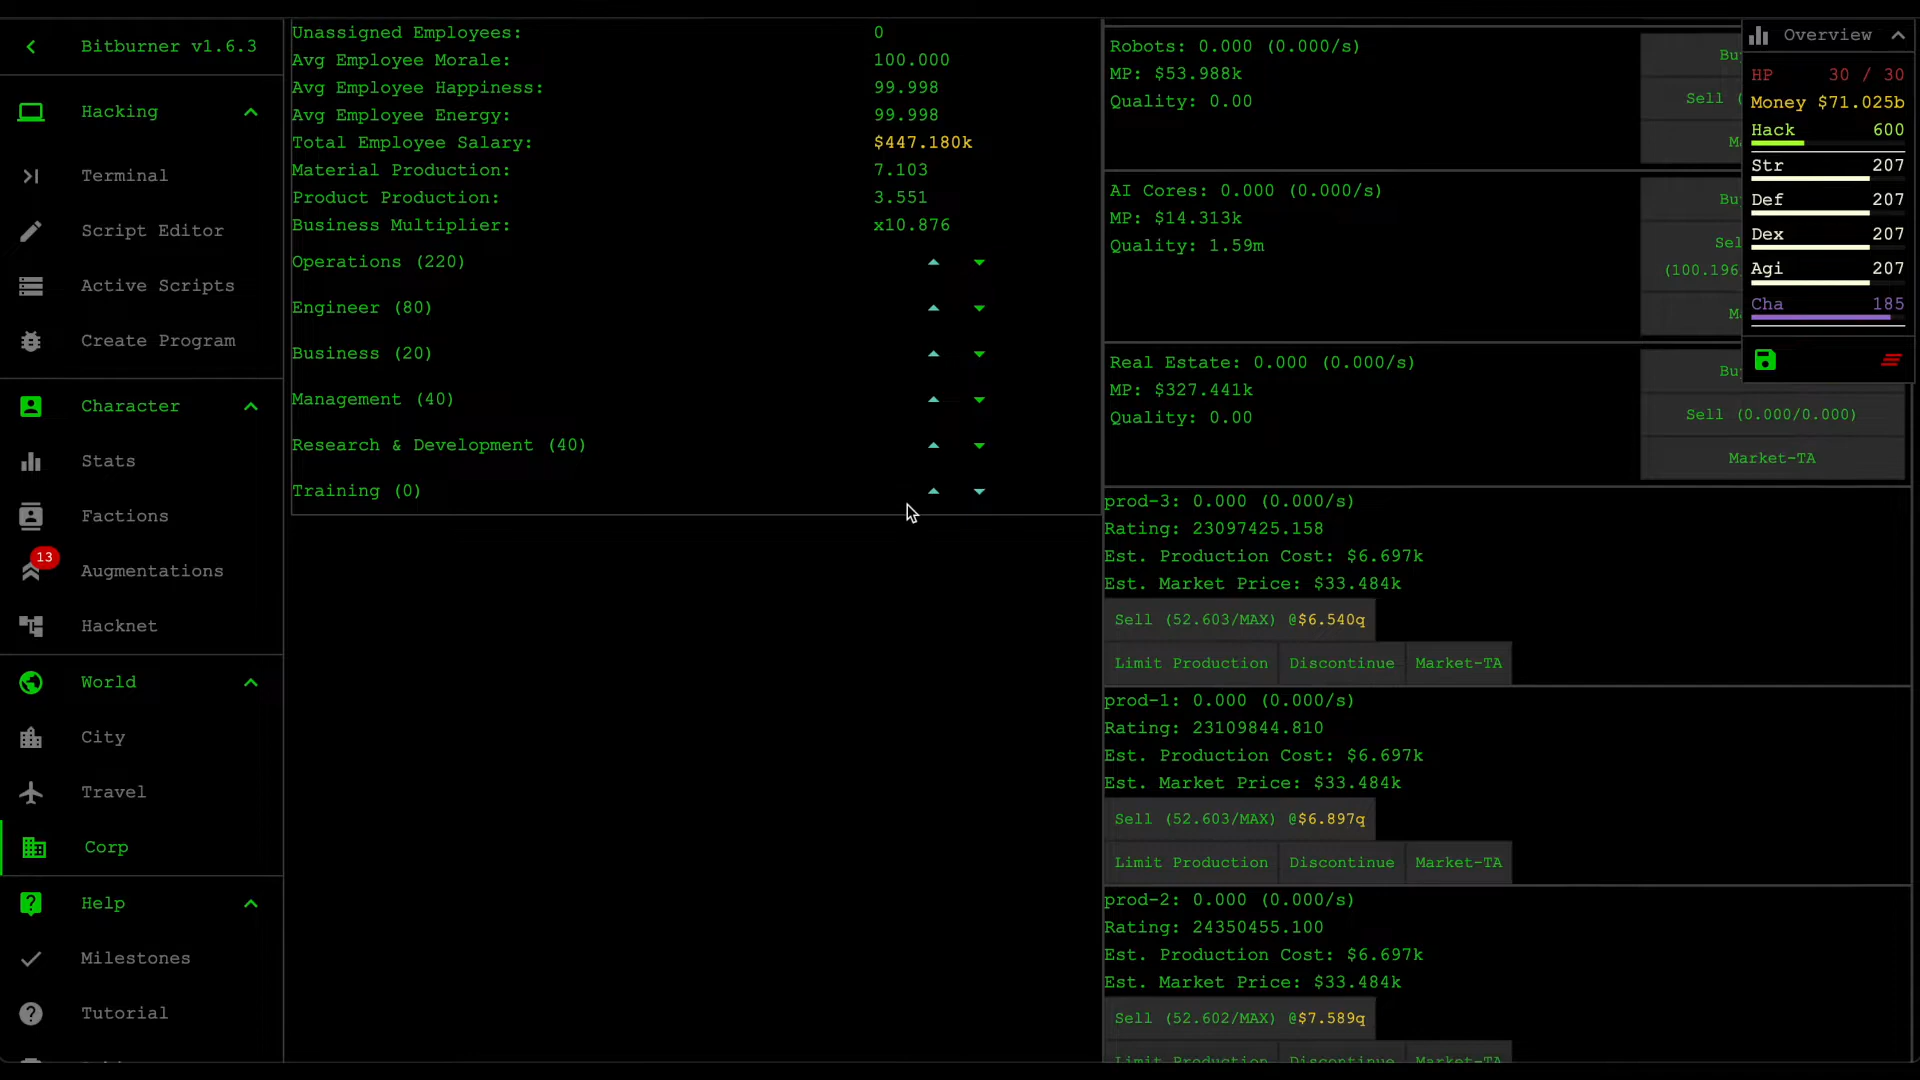 Bitburner v1.6.3
Hacking
Terminal
Script Editor
Active Scripts
Create Program
Character
Stats
Factions
13
Augmentations
Hacknet
World
City
Travel
Corp
Help
Milestones
Tutorial
Unassigned Employees: 0
Avg Employee Morale: 100.000
Avg Employee Happiness: 99.998
Avg Employee Energy: 99.998
Total Employee Salary: $447.180k
Material Production: 7.103
Product Production: 3.551
Business Multiplier: x10.876
Operations (220)
Engineer (80)
Business (20)
Management (40)
Research & Development (40)
Training (0)
Robots: 0.000 (0.000/s)
MP: $53.988k
Quality: 0.00
Bu
Sell (
Ma
AI Cores: 0.000 (0.000/s)
MP: $14.313k
Quality: 1.59m
Bu
Sel
(100.196
Ma
Real Estate: 0.000 (0.000/s)
MP: $327.441k
Quality: 0.00
Bu
Sell (0.000/0.000)
Market-TA
prod-3: 0.000 (0.000/s)
Rating: 23097425.158
Est. Production Cost: $6.697k
Est. Market Price: $33.484k
Sell (52.603/MAX) @$6.540q
Limit Production Discontinue Market-TA
prod-1: 0.000 (0.000/s)
Rating: 23109844.810
Est. Production Cost: $6.697k
Est. Market Price: $33.484k
Sell (52.603/MAX) @$6.897q
Limit Production Discontinue Market-TA
prod-2: 0.000 (0.000/s)
Rating: 24350455.100
Est. Production Cost: $6.697k
Est. Market Price: $33.484k
Sell (52.602/MAX) @$7.589q
Limit Production Discontinue Market-TA
Overview
HP 30 / 30
Money $71.025b
Hack 600
Str 207
Def 207
Dex 207
Agi 207
Cha 185